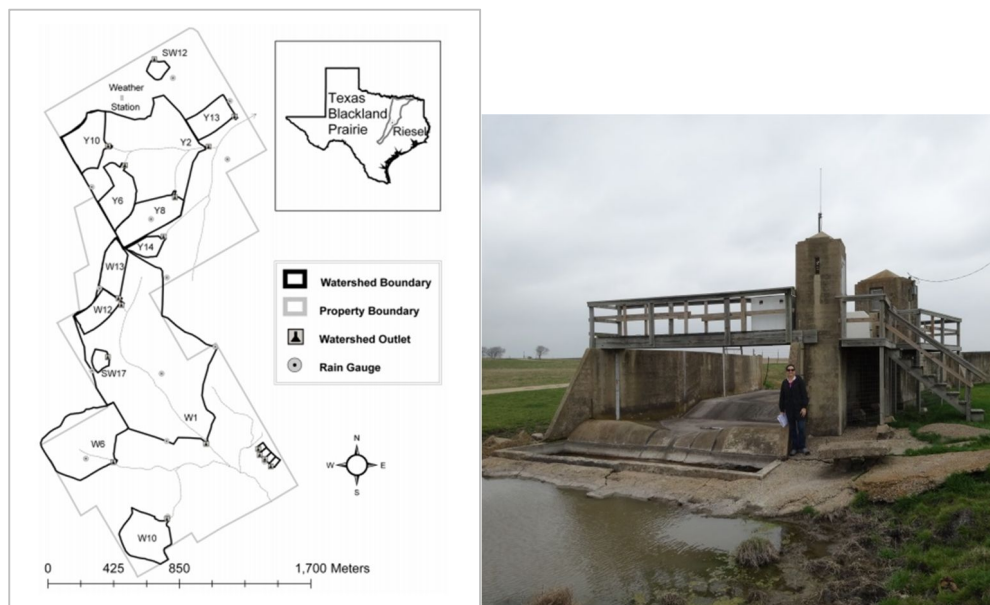 SW12
Weather
Station
Y13
Y10
Y2
Y6
Y8
Y14
W13
W12
SW17
W1
W6
W10
Texas
Blackland
Prairie
Riesel
Watershed Boundary
Property Boundary
Watershed Outlet
Rain Gauge
N
W E
S
0 425 850 1,700 Meters